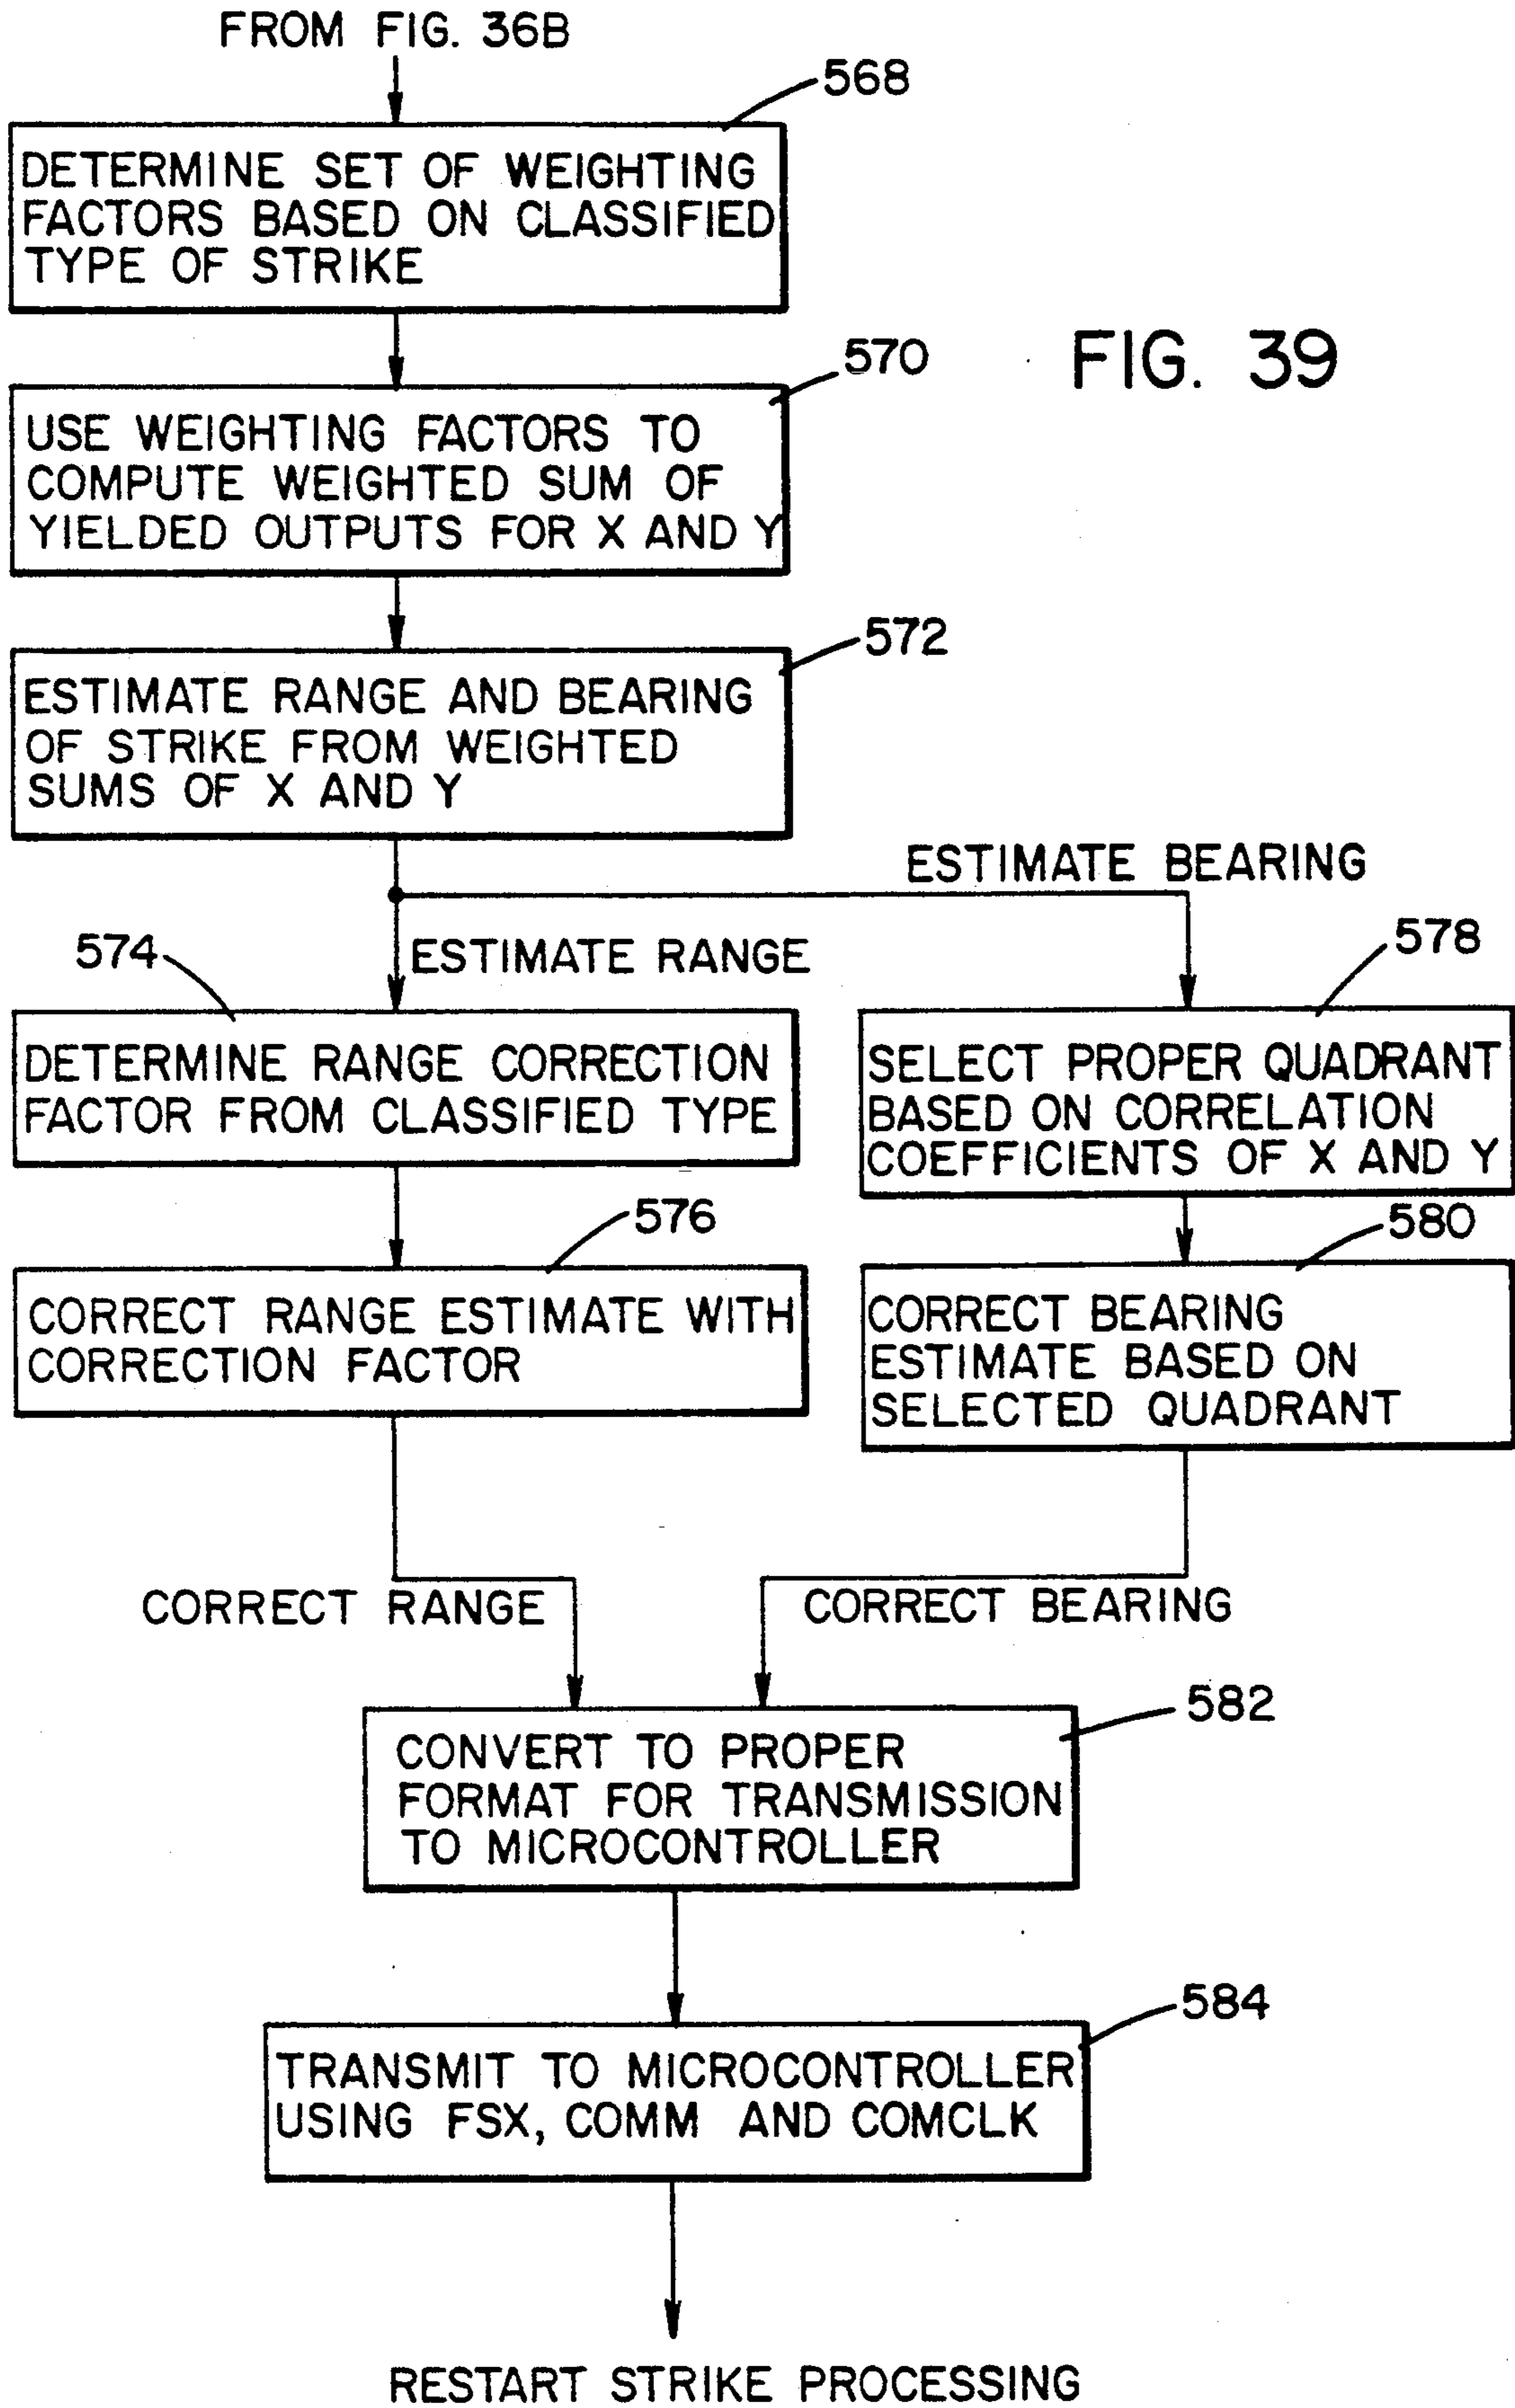 FROM FIG. 36B
568
DETERMINE SET OF WEIGHTING
FACTORS BASED ON CLASSIFIED
TYPE OF STRIKE
FIG. 39
570
USE WEIGHTING FACTORS TO
COMPUTE WEIGHTED SUM OF
YIELDED OUTPUTS FOR X AND Y
572
ESTIMATE RANGE AND BEARING
OF STRIKE FROM WEIGHTED
SUMS OF X AND Y
ESTIMATE BEARING
574
ESTIMATE RANGE
578
DETERMINE RANGE CORRECTION
FACTOR FROM CLASSIFIED TYPE
SELECT PROPER QUADRANT
BASED ON CORRELATION
COEFFICIENTS OF X AND Y
576
580
CORRECT RANGE ESTIMATE WITH
CORRECTION FACTOR
CORRECT BEARING
ESTIMATE BASED ON
SELECTED QUADRANT
CORRECT RANGE
CORRECT BEARING
582
CONVERT TO PROPER
FORMAT FOR TRANSMISSION
TO MICROCONTROLLER
584
TRANSMIT TO MICROCONTROLLER
USING FSX, COMM AND COMCLK
RESTART STRIKE PROCESSING